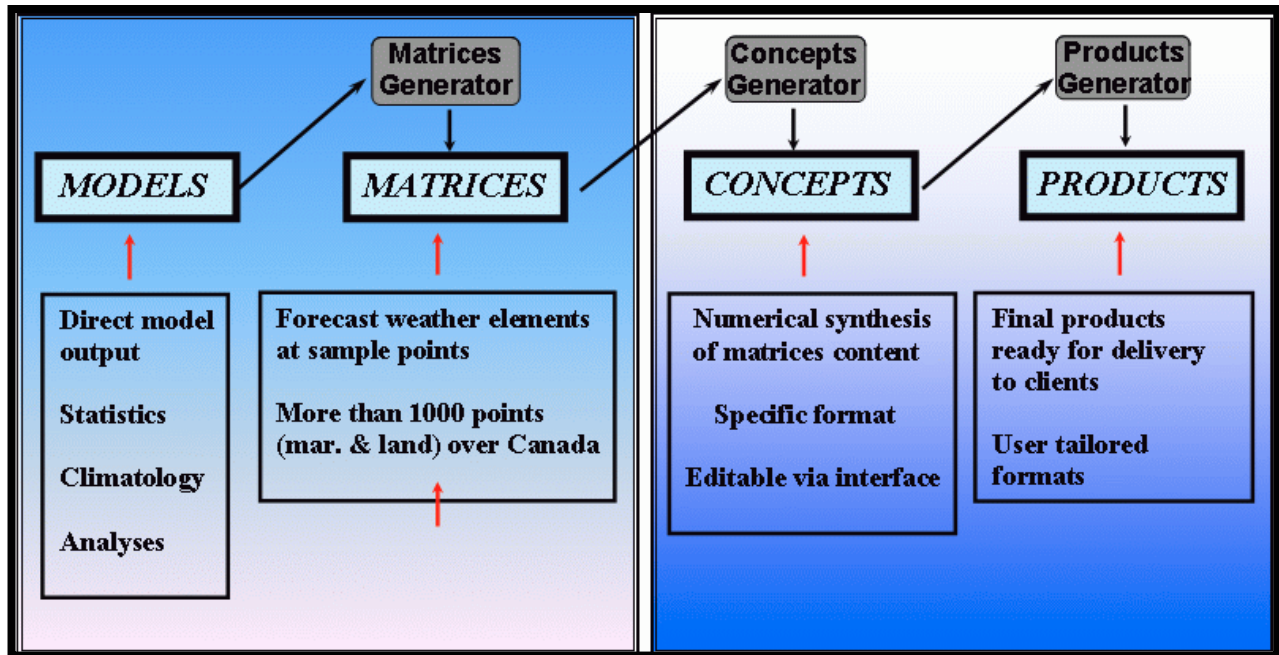 Matrices
Generator
Concepts
Generator
Products
Generator
MODELS
MATRICES
CONCEPTS
PRODUCTS
Direct model
output
Statistics
Climatology
Analyses
Forecast weather elements
at sample points
More than 1000 points
(mar. & land) over Canada
Numerical synthesis
of matrices content
Specific format
Editable via interface
Final products
ready for delivery
to clients
User tailored
formats